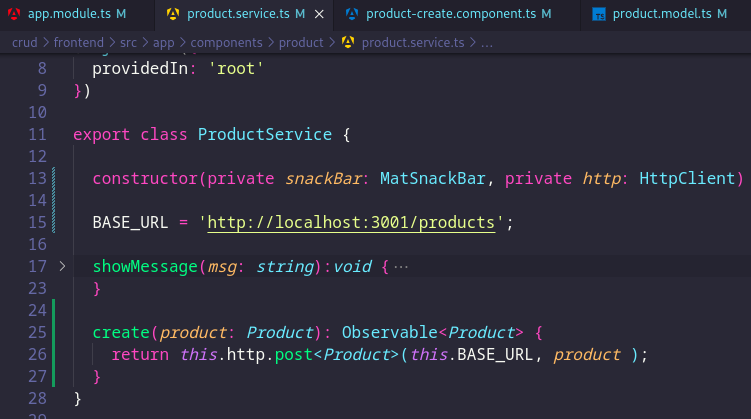 app.module.ts M product.service.ts M × product-create.component.ts M product.model.ts M
crud > frontend > src > app > components > product > product.service.ts > ...
8 providedIn: 'root'
9 })
10
11 export class ProductService {
12
13 constructor(private snackBar: MatSnackBar, private http: HttpClient)
14
15 BASE_URL = 'http://localhost:3001/products';
16
17 showMessage(msg: string):void { ...
23 }
24
25 create(product: Product): Observable<Product> {
26 return this.http.post<Product>(this.BASE_URL, product );
27 }
28 }